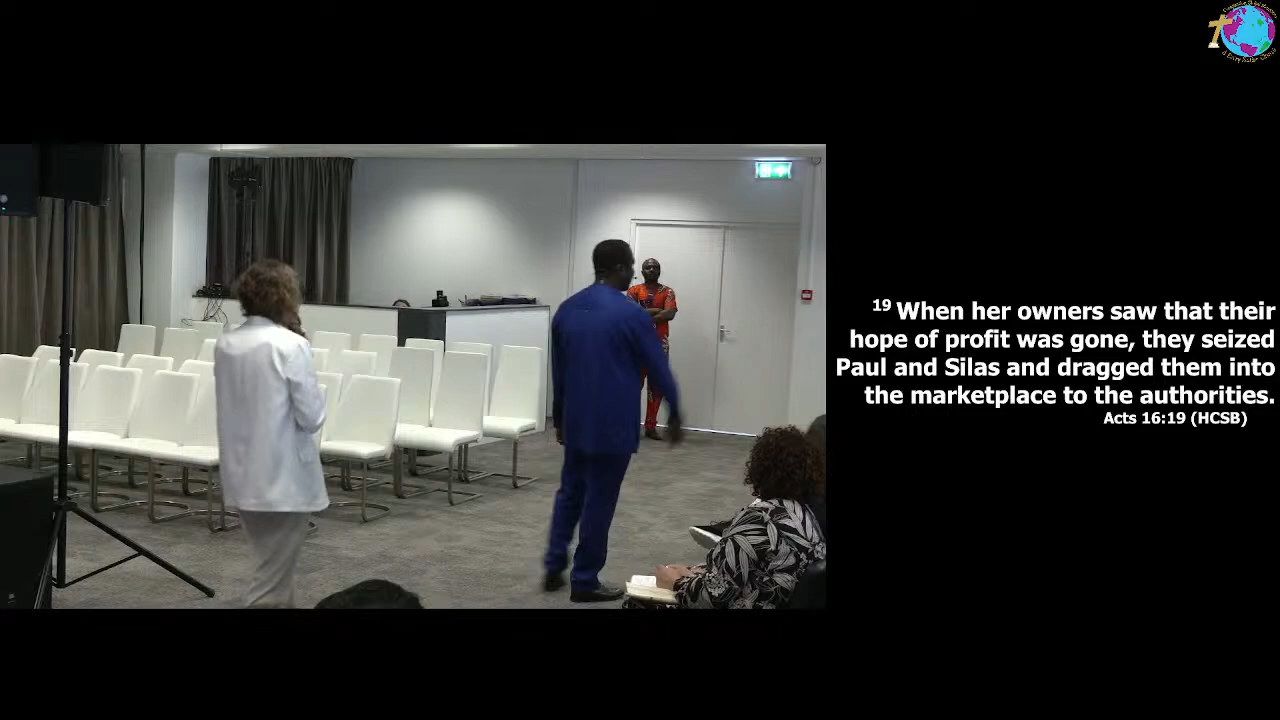 19 When her owners saw that their
hope of profit was gone, they seized
Paul and Silas and dragged them into
the marketplace to the authorities.
Acts 16:19 (HCSB)